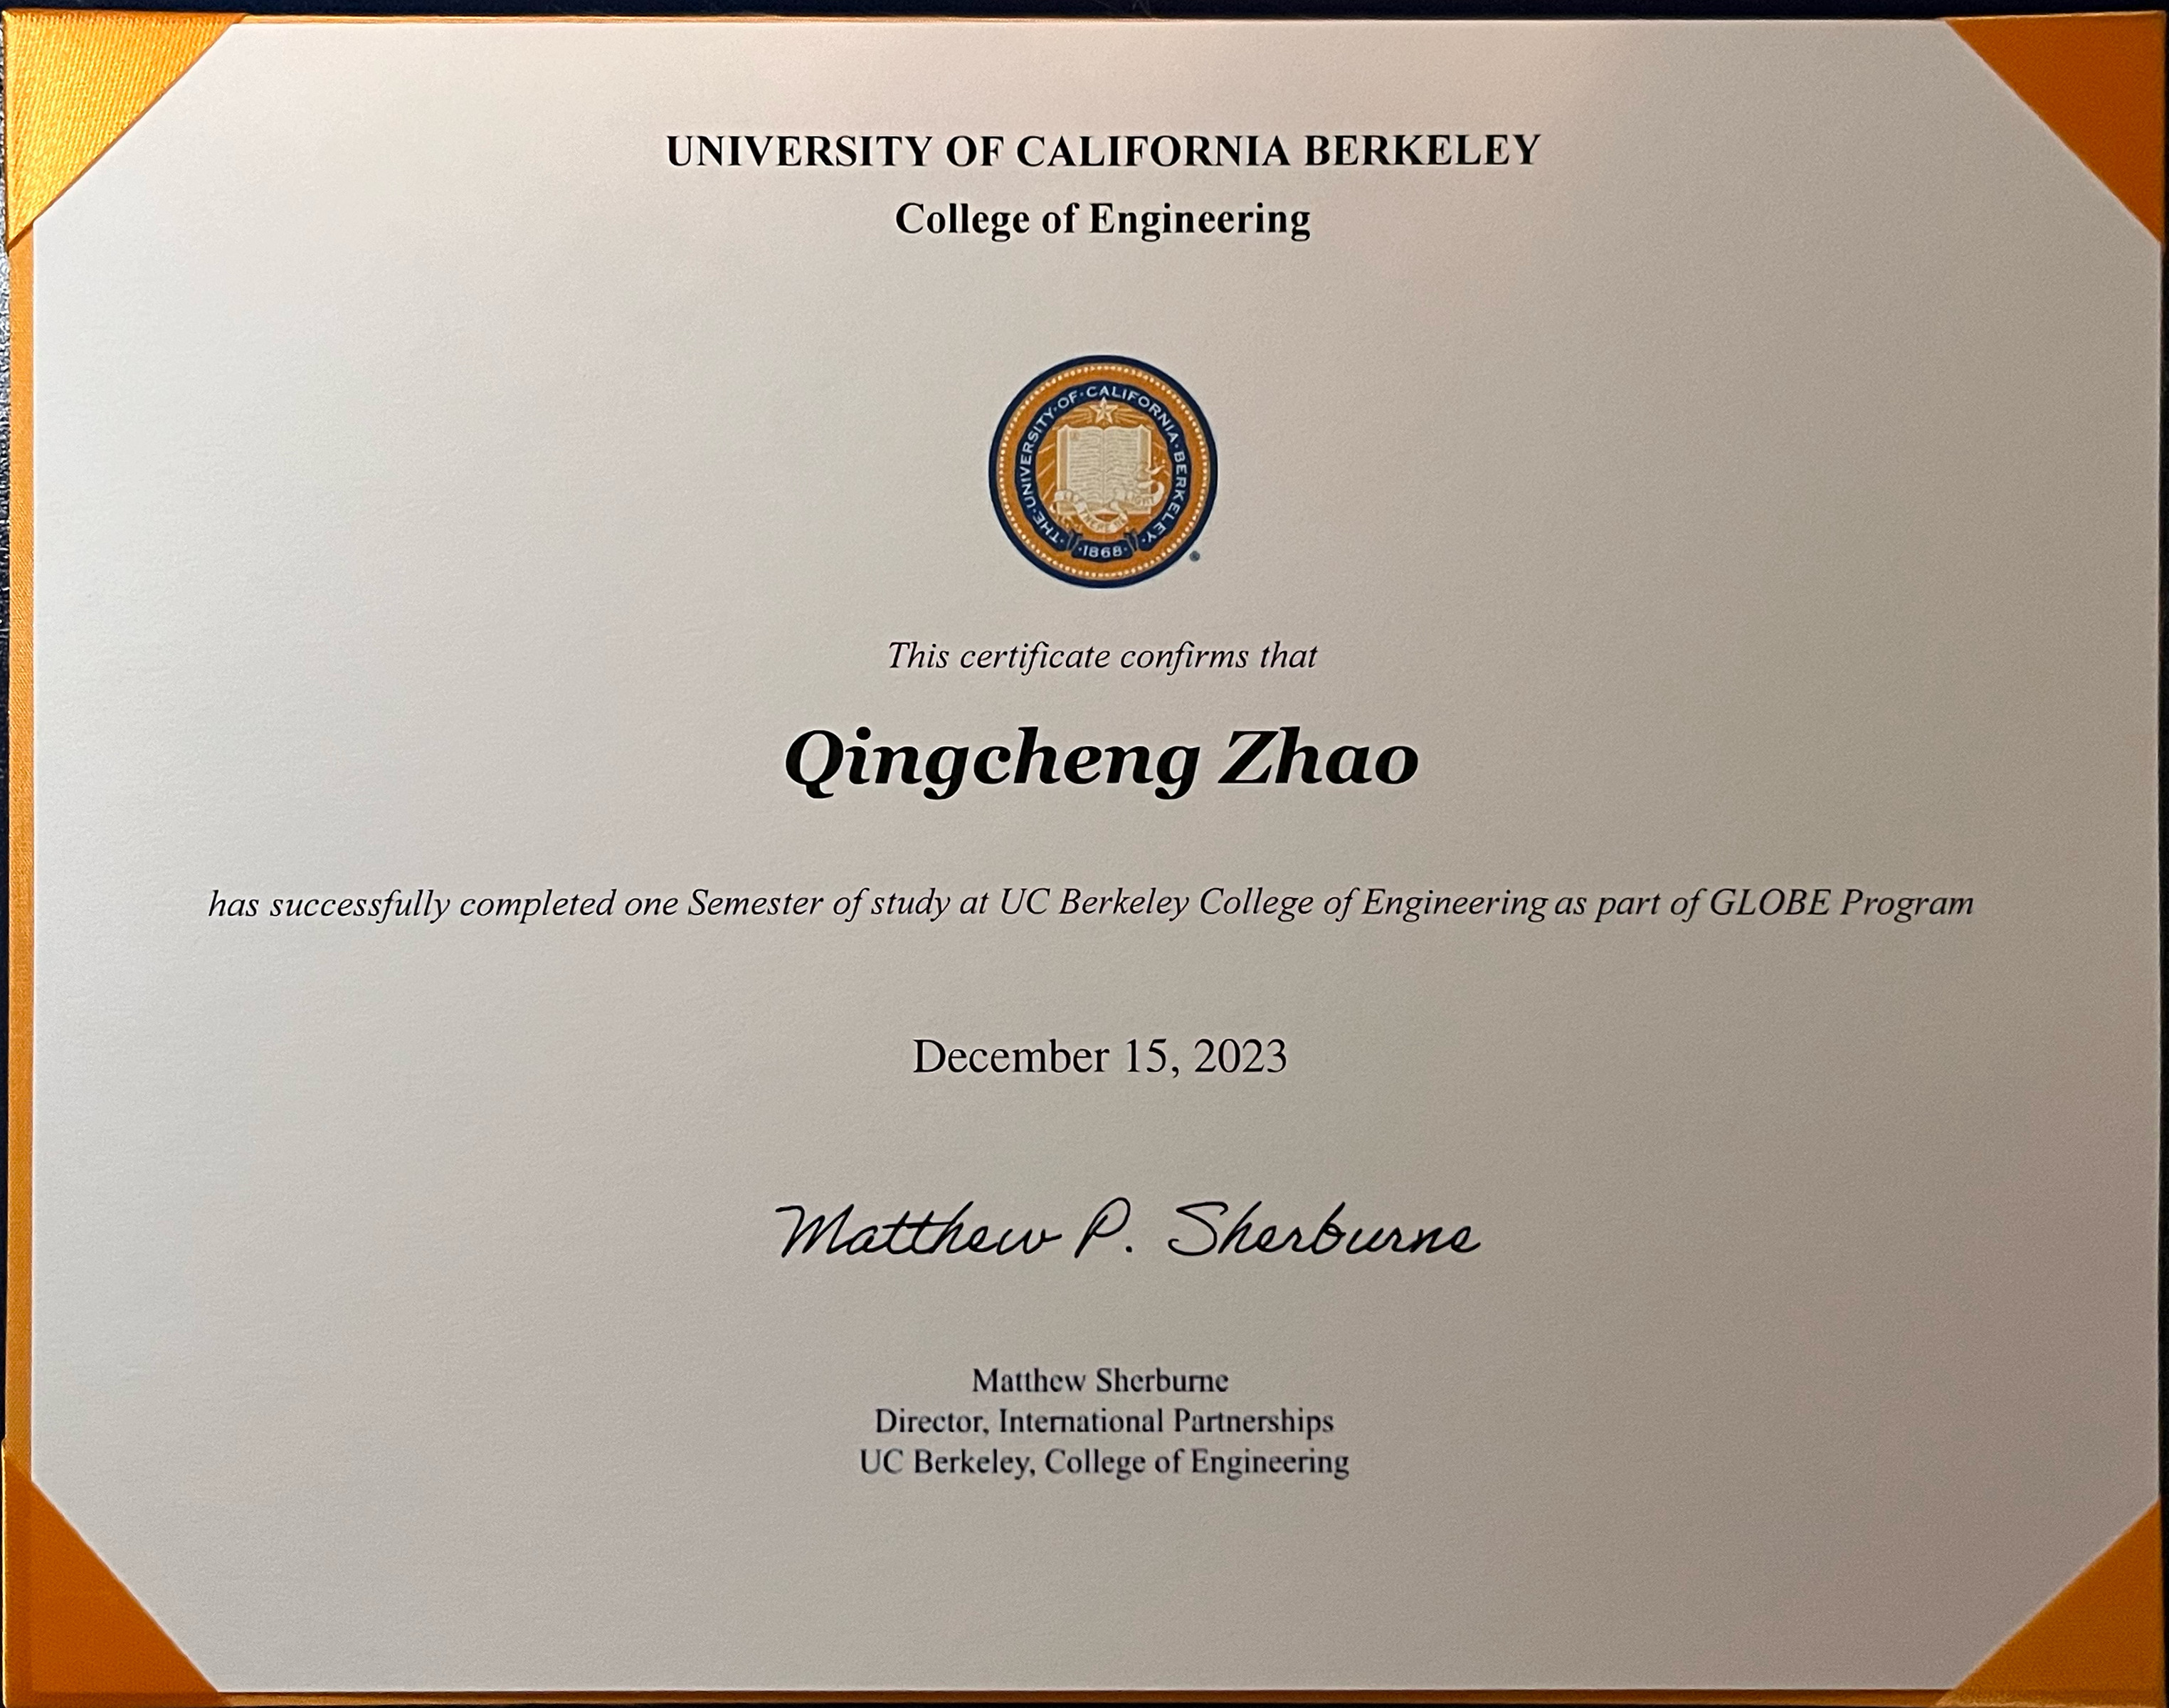 UNIVERSITY OF CALIFORNIA BERKELEY
College of Engineering
THE·UNIVERSITY·OF·CALIFORNIA·BERKELEY·
LET THERE BE LIGHT
·1868·
®
This certificate confirms that
Qingcheng Zhao
has successfully completed one Semester of study at UC Berkeley College of Engineering as part of GLOBE Program
December 15, 2023
Matthew P. Sherburne
Matthew Sherburne
Director, International Partnerships
UC Berkeley, College of Engineering